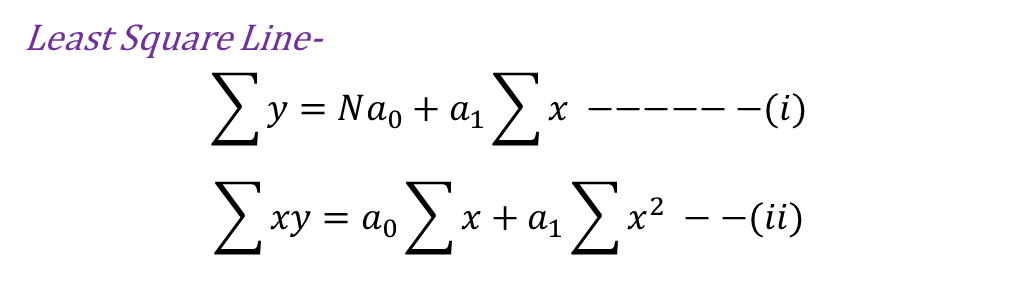 Least Square Line-
∑ y = Na₀ + a₁ ∑ x − − − − − − −(i)
∑ xy = a₀ ∑ x + a₁ ∑ x² − −(ii)